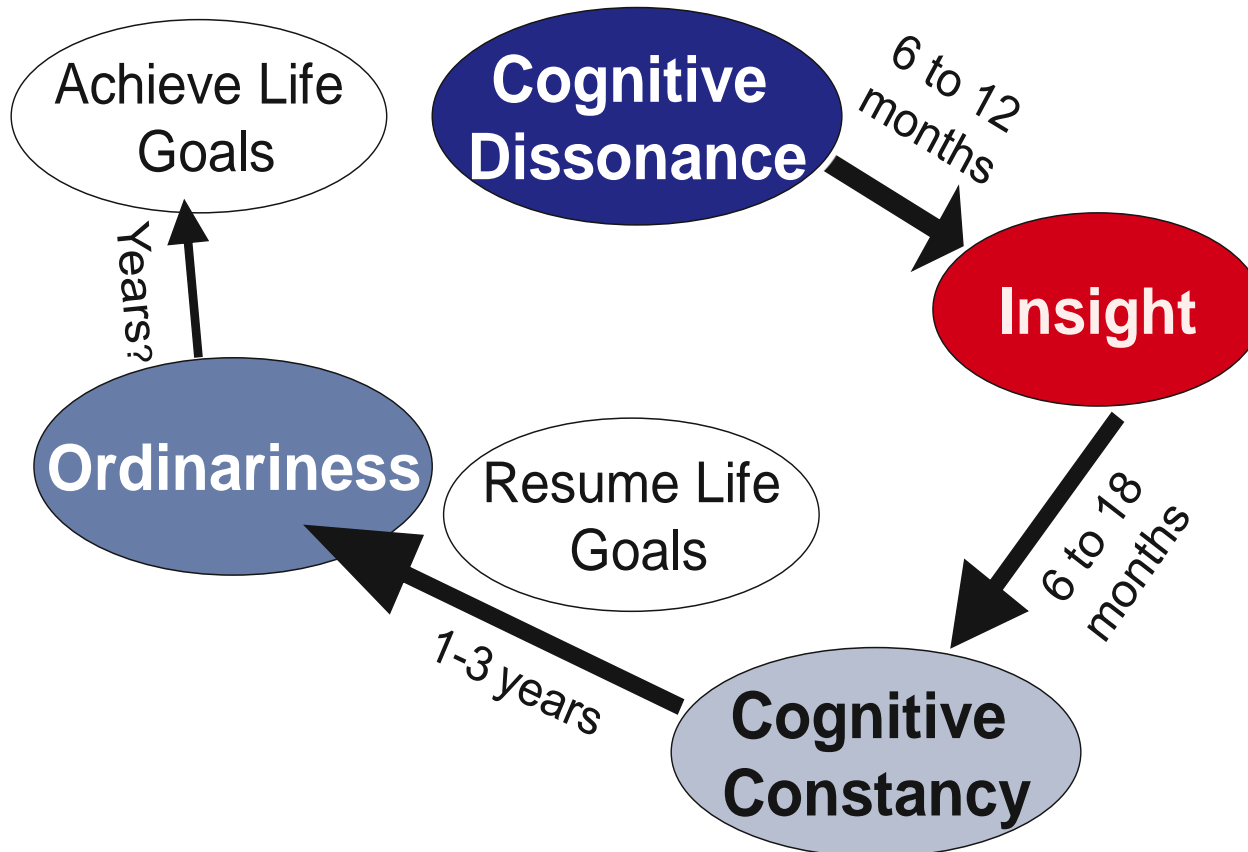 Achieve Life
Goals
Cognitive
Dissonance
6 to 12
months
Insight
Years?
Ordinariness
Resume Life
Goals
6 to 18
months
1-3 years
Cognitive
Constancy